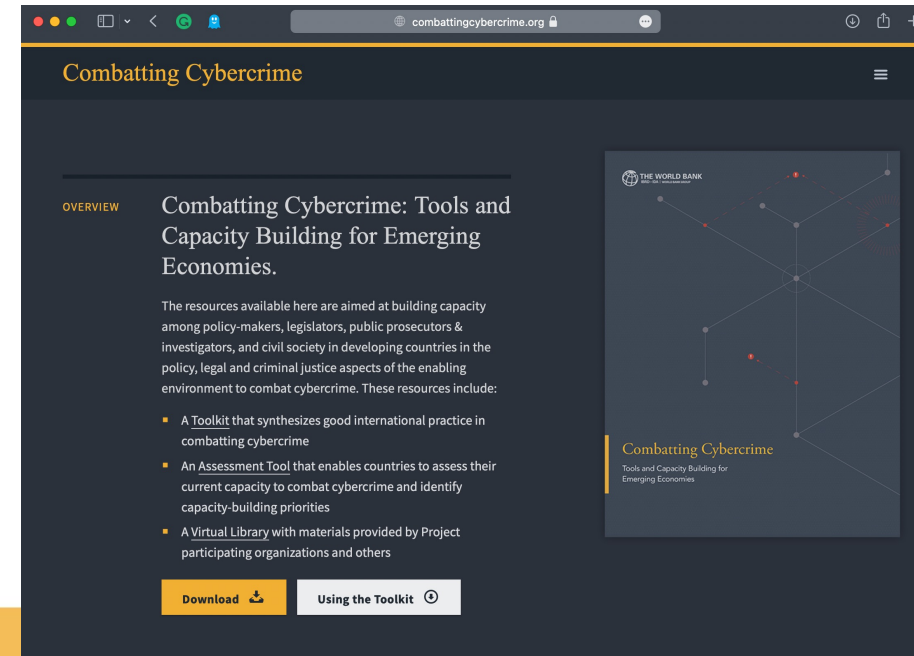 combattingcybercrime.org
Combatting Cybercrime
OVERVIEW
Combatting Cybercrime: Tools and
Capacity Building for Emerging
Economies.
The resources available here are aimed at building capacity
among policy-makers, legislators, public prosecutors &
investigators, and civil society in developing countries in the
policy, legal and criminal justice aspects of the enabling
environment to combat cybercrime. These resources include:
A Toolkit that synthesizes good international practice in
combatting cybercrime
An Assessment Tool that enables countries to assess their
current capacity to combat cybercrime and identify
capacity-building priorities
A Virtual Library with materials provided by Project
participating organizations and others
Download
Using the Toolkit
THE WORLD BANK
IBRD • IDA | WORLD BANK GROUP
Combatting Cybercrime
Tools and Capacity Building for
Emerging Economies